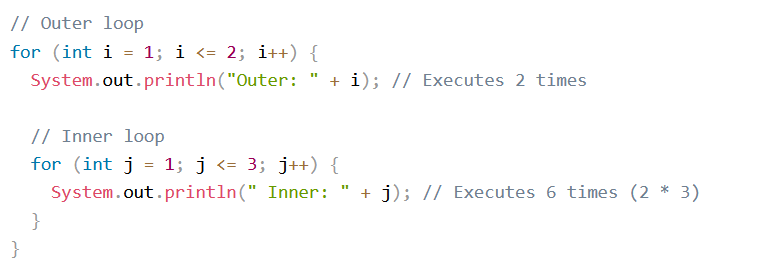 // Outer loop
for (int i = 1; i <= 2; i++) {
  System.out.println("Outer: " + i); // Executes 2 times

  // Inner loop
  for (int j = 1; j <= 3; j++) {
    System.out.println(" Inner: " + j); // Executes 6 times (2 * 3)
  }
}